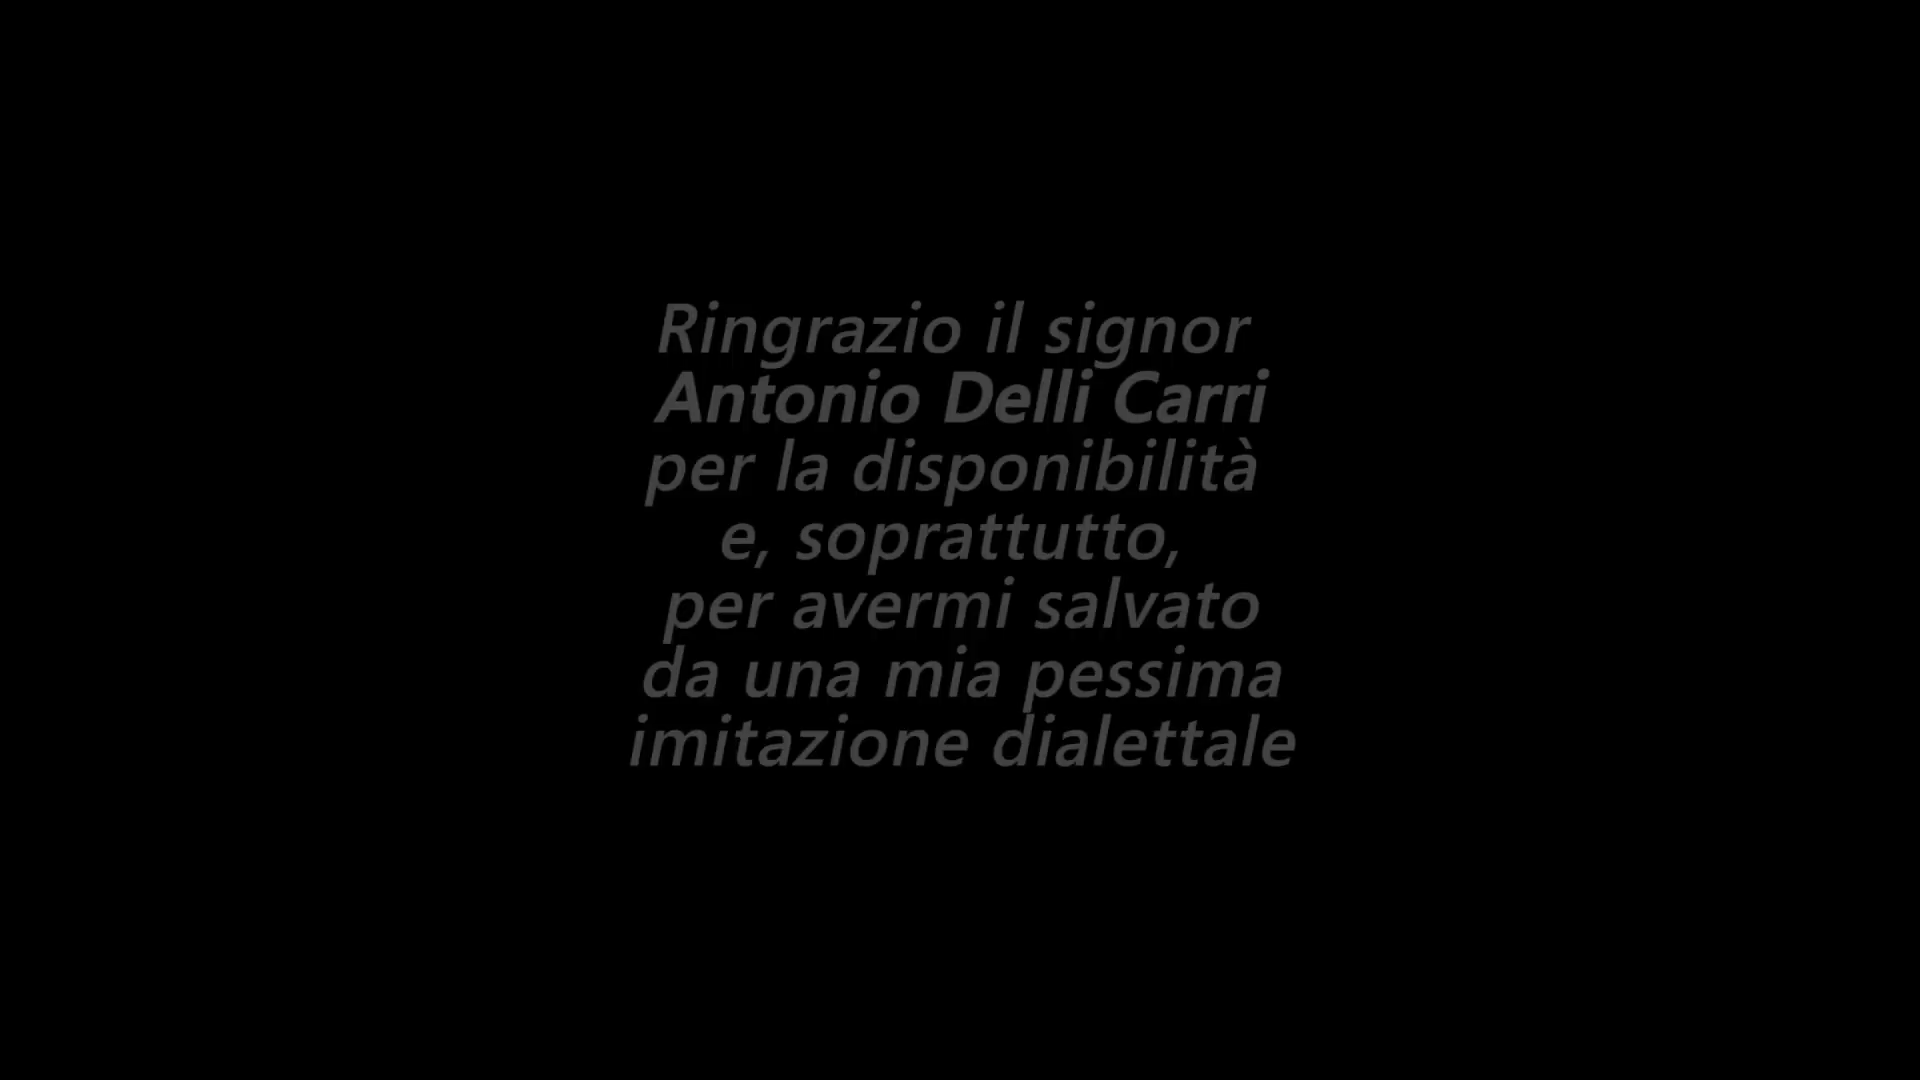 Ringrazio il signor
Antonio Delli Carri
per la disponibilità
e, soprattutto,
per avermi salvato
da una mia pessima
imitazione dialettale